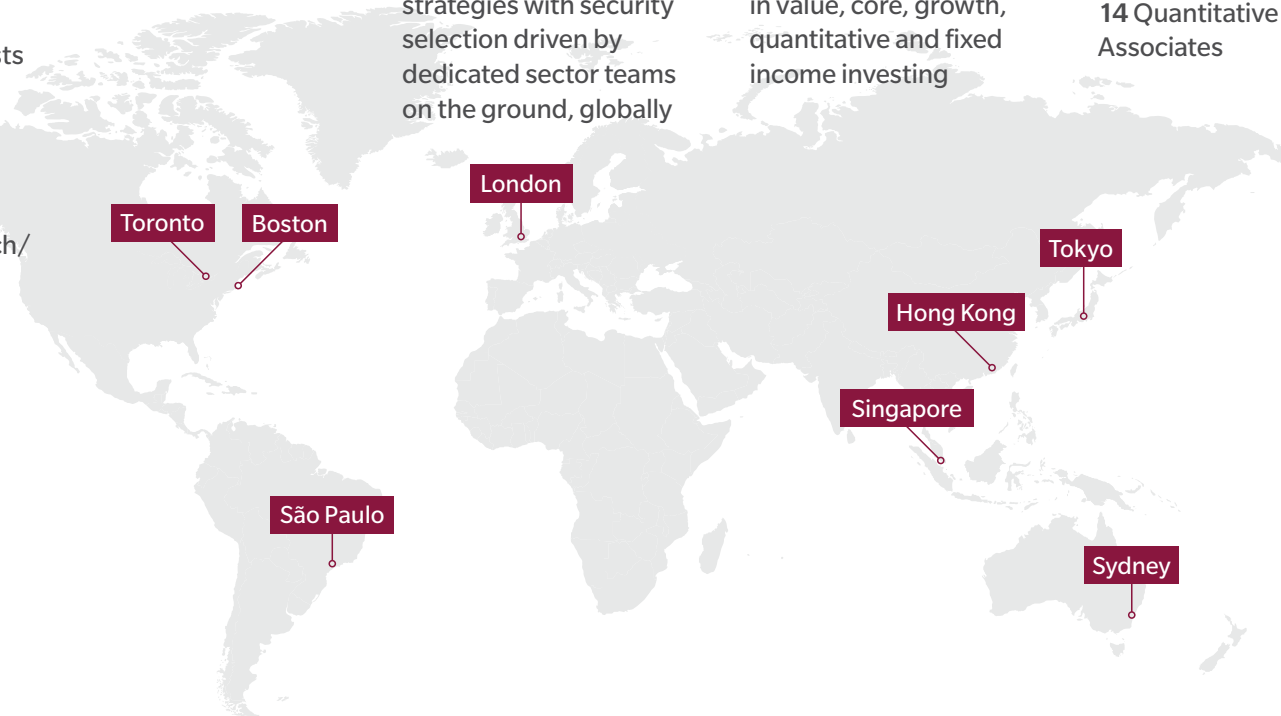 strategies with security
selection driven by
dedicated sector teams
on the ground, globally
in value, core, growth,
quantitative and fixed
income investing
14 Quantitative
Associates
London
Toronto
Boston
Tokyo
Hong Kong
Singapore
São Paulo
Sydney